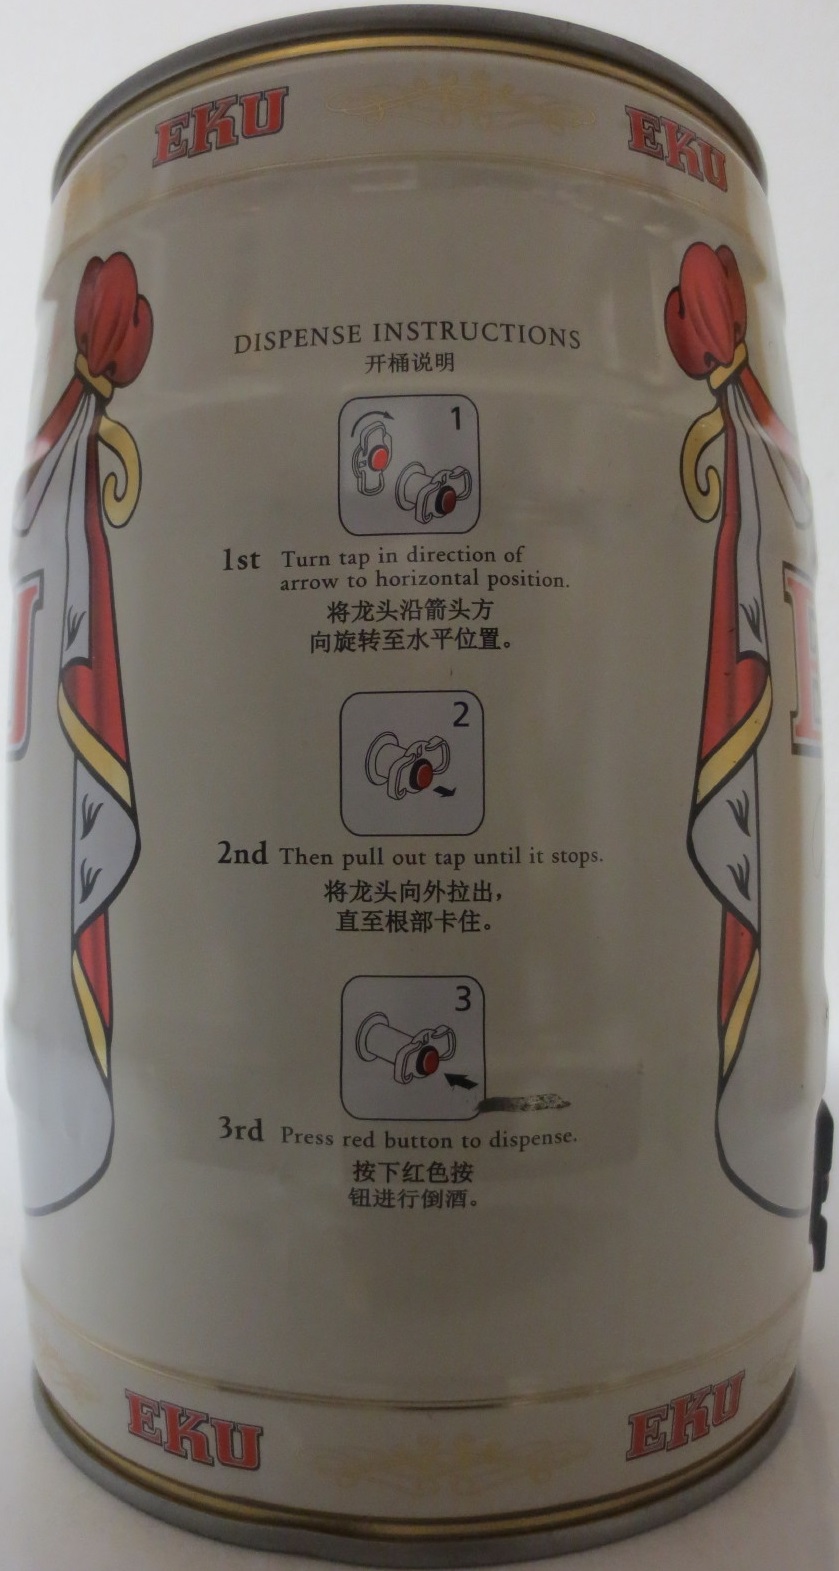 EKU EKU
DISPENSE INSTRUCTIONS
开桶说明
1
1st Turn tap in direction of
arrow to horizontal position.
将龙头沿箭头方
向旋转至水平位置。
2
2nd Then pull out tap until it stops.
将龙头向外拉出，
直至根部卡住。
3
3rd Press red button to dispense.
按下红色按
钮进行倒酒。
EKU EKU